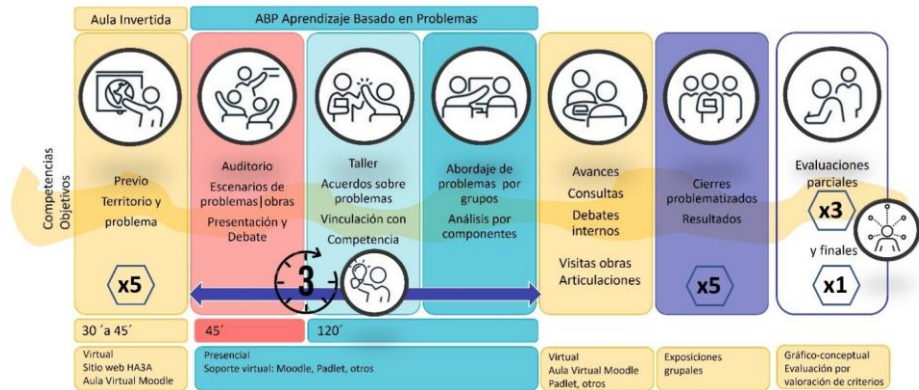 Aula Invertida
ABP Aprendizaje Basado en Problemas
Competencias
Objetivos
Previo
Territorio y
problema
x5
Auditorio
Escenarios de
problemas|obras
Presentación y
Debate
Taller
Acuerdos sobre
problemas
Vinculación con
Competencia
3
Abordaje de
problemas por
grupos
Análisis por
componentes
Avances
Consultas
Debates
internos
Visitas obras
Articulaciones
Cierres
problematizados
Resultados
x5
Evaluaciones
parciales
x3
y finales
x1
30 ´a 45´
45´
120´
Virtual
Sitio web HA3A
Aula Virtual Moodle
Presencial
Soporte virtual: Moodle, Padlet, otros
Virtual
Aula Virtual Moodle
Padlet, otros
Exposiciones
grupales
Gráfico-conceptual
Evaluación por
valoración de criterios